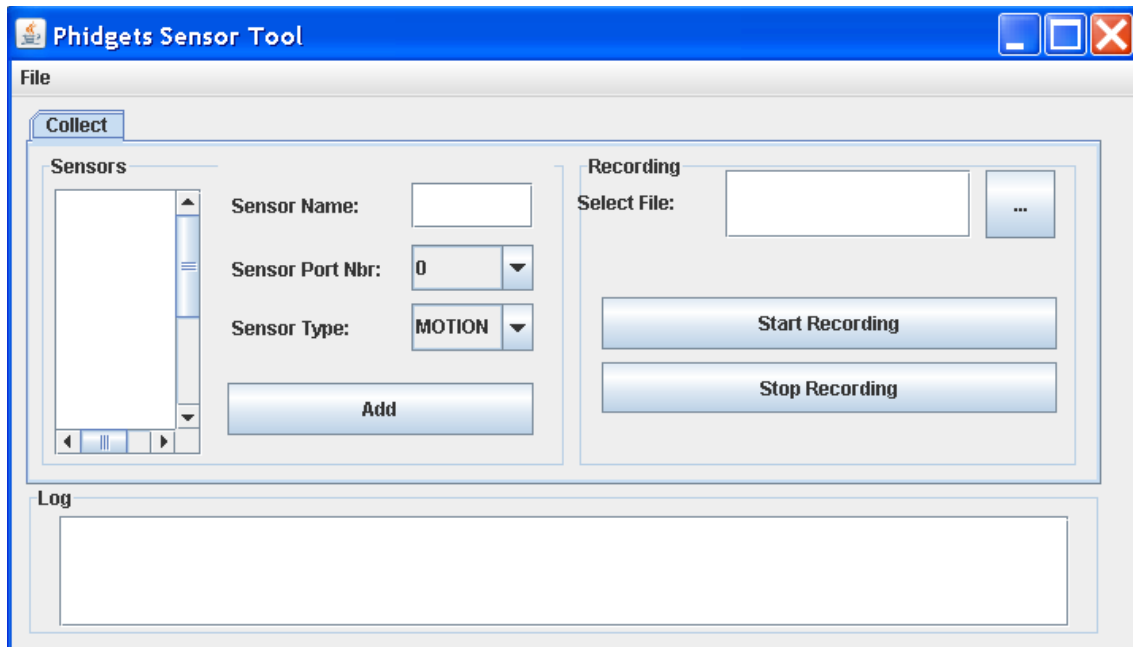 Phidgets Sensor Tool
File
Collect
Sensors
Sensor Name:
Sensor Port Nbr:
0
Sensor Type:
MOTION
Add
Recording
Select File:
...
Start Recording
Stop Recording
Log